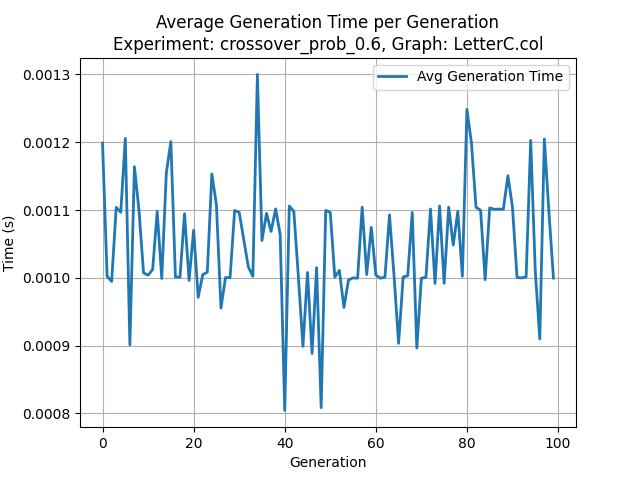 Average Generation Time per Generation
Experiment: crossover_prob_0.6, Graph: LetterC.col
Avg Generation Time
0.0013
0.0012
0.0011
0.0010
0.0009
0.0008
Time (s)
0 20 40 60 80 100
Generation